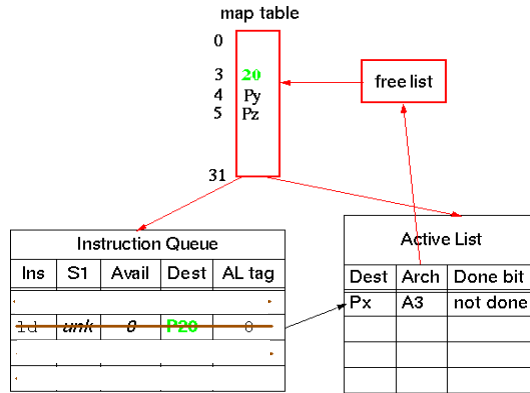 map table
0
3 20
free list
4 Py
5 Pz
31
Instruction Queue
Active List
Ins S1 Avail Dest AL tag
Dest Arch Done bit
Px A3 not done
ld unk 0 P20 0